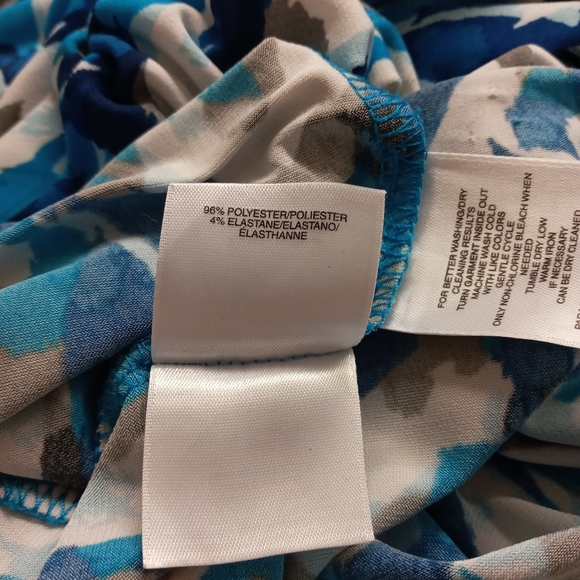 96% POLYESTER/POLIESTER
4% ELASTANE/ELASTANO/
ELASTHANNE
FOR BETTER WASHING/DRY
CLEANING RESULTS
TURN GARMENT INSIDE OUT
MACHINE WASH COLD
WITH LIKE COLORS
GENTLE CYCLE
ONLY NON-CHLORINE BLEACH WHEN
NEEDED
TUMBLE DRY LOW
WARM IRON
IF NECESSARY
CAN BE DRY CLEANED